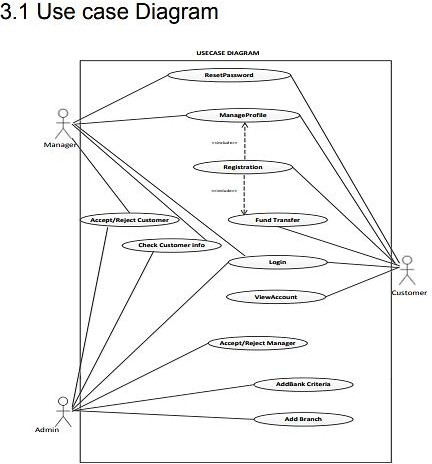 3.1 Use case Diagram
USECASE DIAGRAM
ResetPassword
ManageProfile
Manager
<<include>>
Registration
<<include>>
Accept/Reject Customer
Fund Transfer
Check Customer info
Login
Customer
ViewAccount
Accept/Reject Manager
AddBank Criteria
Add Branch
Admin